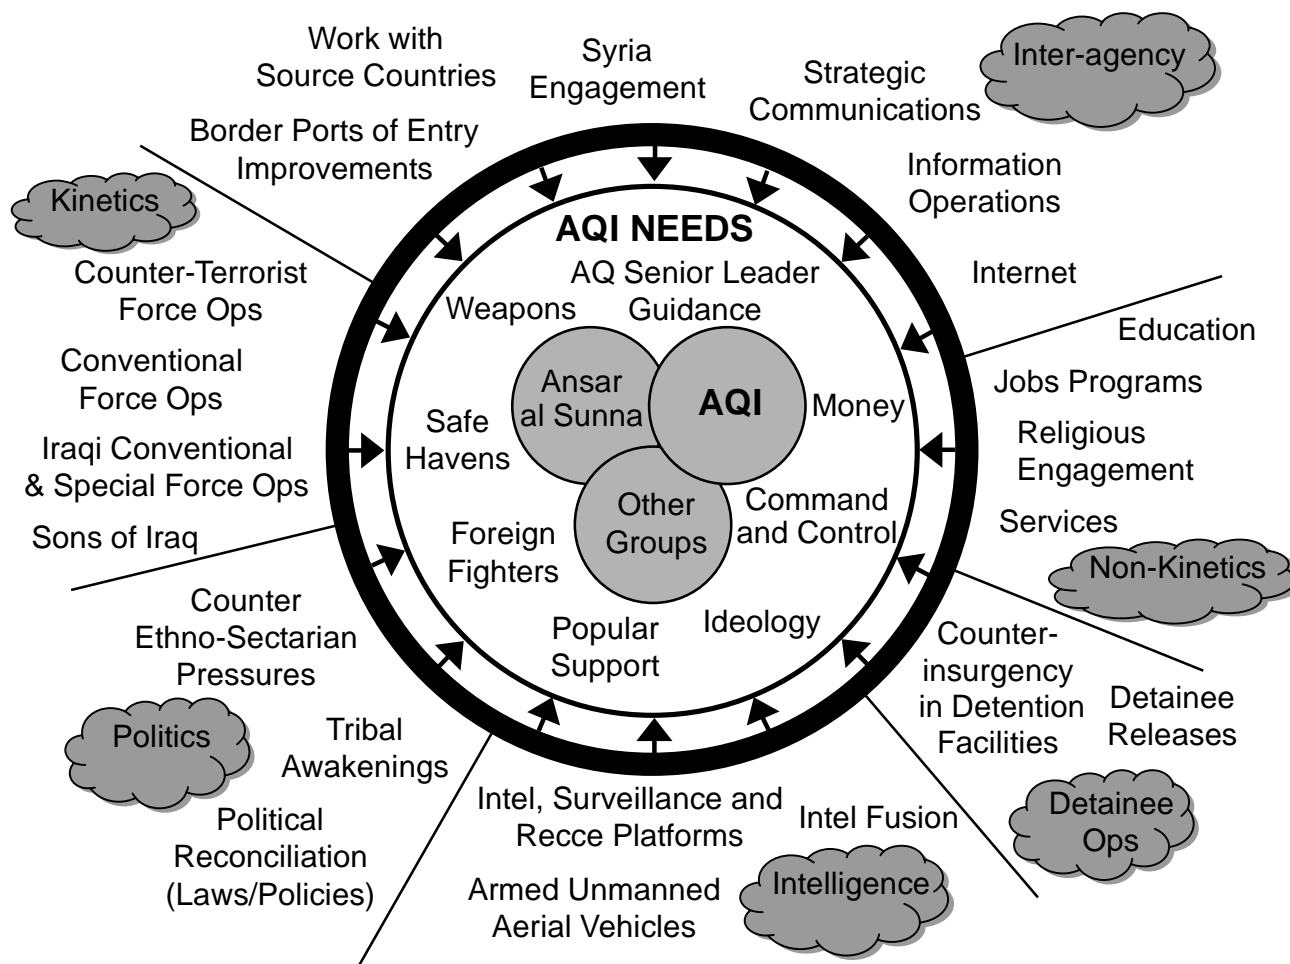 Work with
Source Countries
Syria
Engagement
Strategic
Communications
Inter-agency
Border Ports of Entry
Improvements
Information
Operations
Internet
Kinetics
Counter-Terrorist
Force Ops
Conventional
Force Ops
Iraqi Conventional
& Special Force Ops
Sons of Iraq
AQI NEEDS
AQ Senior Leader
Guidance
Weapons
Ansar
al Sunna
AQI
Money
Safe
Havens
Other
Groups
Command
and Control
Foreign
Fighters
Popular
Support
Ideology
Education
Jobs Programs
Religious
Engagement
Services
Non-Kinetics
Counter
Ethno-Sectarian
Pressures
Politics
Tribal
Awakenings
Political
Reconciliation
(Laws/Policies)
Intel, Surveillance and
Recce Platforms
Intel Fusion
Armed Unmanned
Aerial Vehicles
Intelligence
Counter-
insurgency
in Detention
Facilities
Detainee
Releases
Detainee
Ops